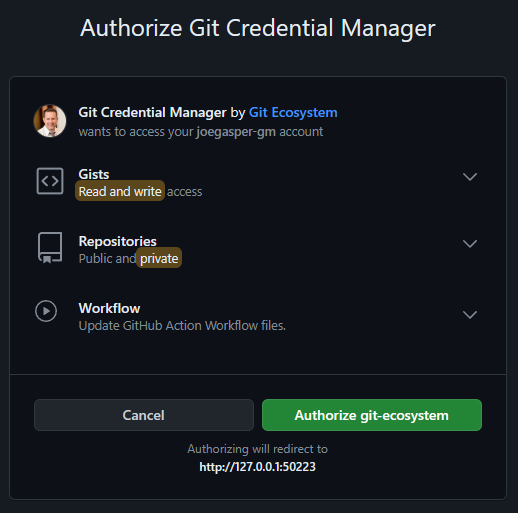 Authorize Git Credential Manager
Git Credential Manager by Git Ecosystem
wants to access your joegasper-gm account
Gists
Read and write access
Repositories
Public and private
Workflow
Update GitHub Action Workflow files.
Cancel
Authorize git-ecosystem
Authorizing will redirect to
http://127.0.0.1:50223